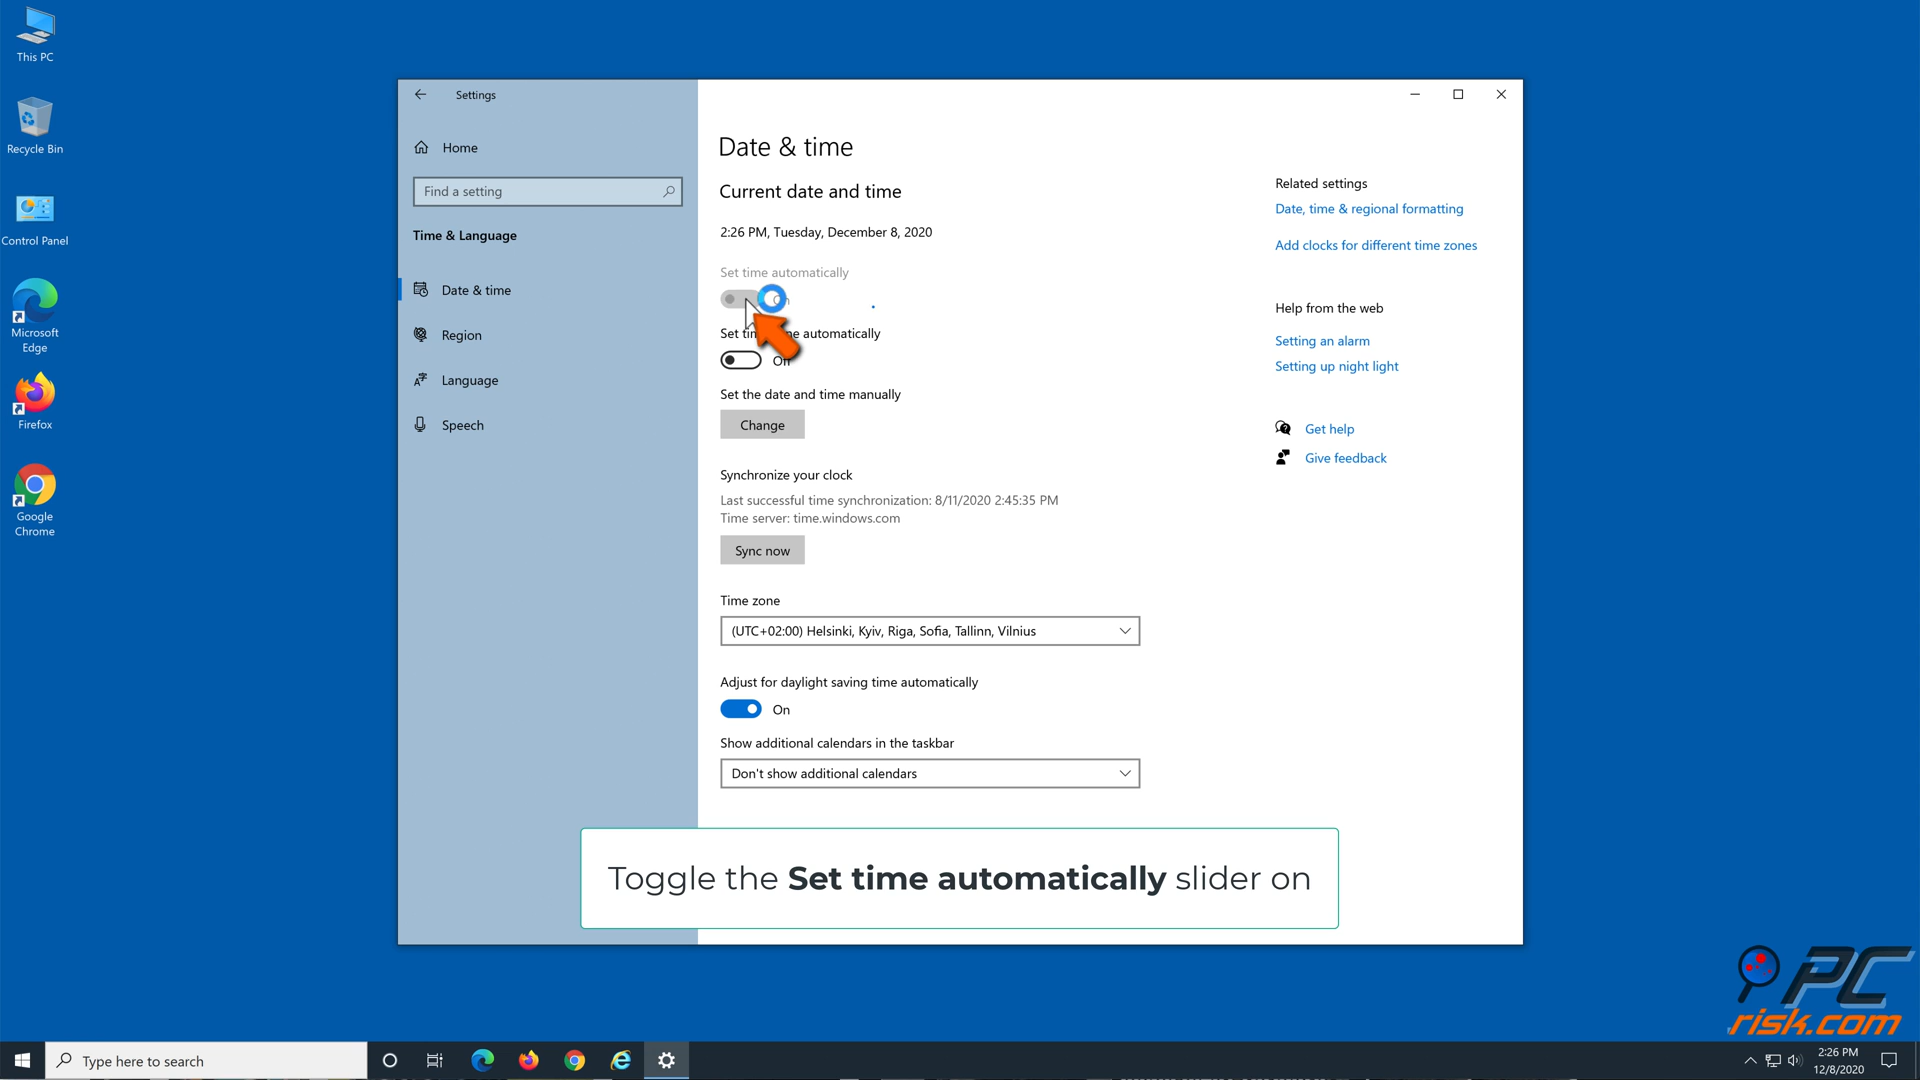 This PC
Recycle Bin
Control Panel
Microsoft
Edge
Firefox
Google
Chrome
Settings
Home
Find a setting
Time & Language
Date & time
Region
Language
Speech
Date & time
Current date and time
2:26 PM, Tuesday, December 8, 2020
Set time automatically
On
Set time automatically
Off
Set the date and time manually
Change
Synchronize your clock
Last successful time synchronization: 8/11/2020 2:45:35 PM
Time server: time.windows.com
Sync now
Time zone
(UTC+02:00) Helsinki, Kyiv, Riga, Sofia, Tallinn, Vilnius
Adjust for daylight saving time automatically
On
Show additional calendars in the taskbar
Don't show additional calendars
Related settings
Date, time & regional formatting
Add clocks for different time zones
Help from the web
Setting an alarm
Setting up night light
Get help
Give feedback
Toggle the Set time automatically slider on
PC
risk.com
Type here to search
2:26 PM
12/8/2020